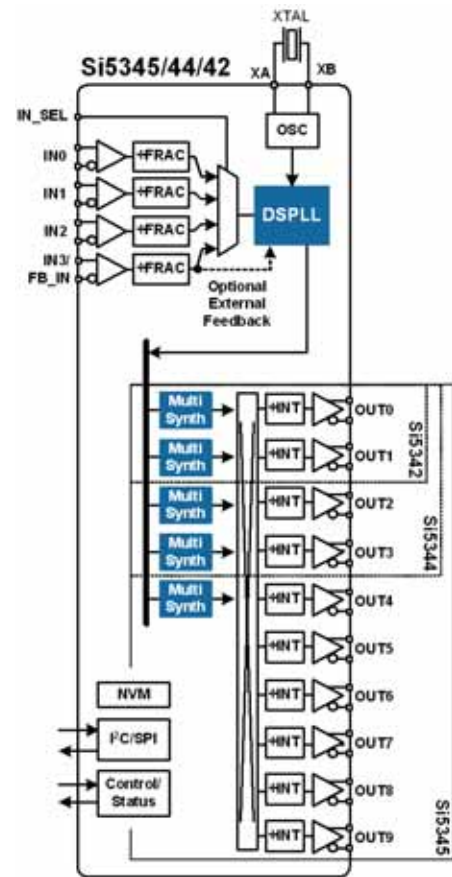 XTAL
Si5345/44/42
XA
XB
IN_SEL
OSC
IN0
÷FRAC
IN1
÷FRAC
DSPLL
IN2
÷FRAC
IN3/
FB_IN
÷FRAC
Optional
External
Feedback
Multi
Synth
÷INT
OUT0
Multi
Synth
÷INT
OUT1
Si5342
Multi
Synth
÷INT
OUT2
Multi
Synth
÷INT
OUT3
Si5344
Multi
Synth
÷INT
OUT4
÷INT
OUT5
NVM
÷INT
OUT6
I²C/SPI
÷INT
OUT7
Control/
Status
÷INT
OUT8
÷INT
OUT9
Si5345